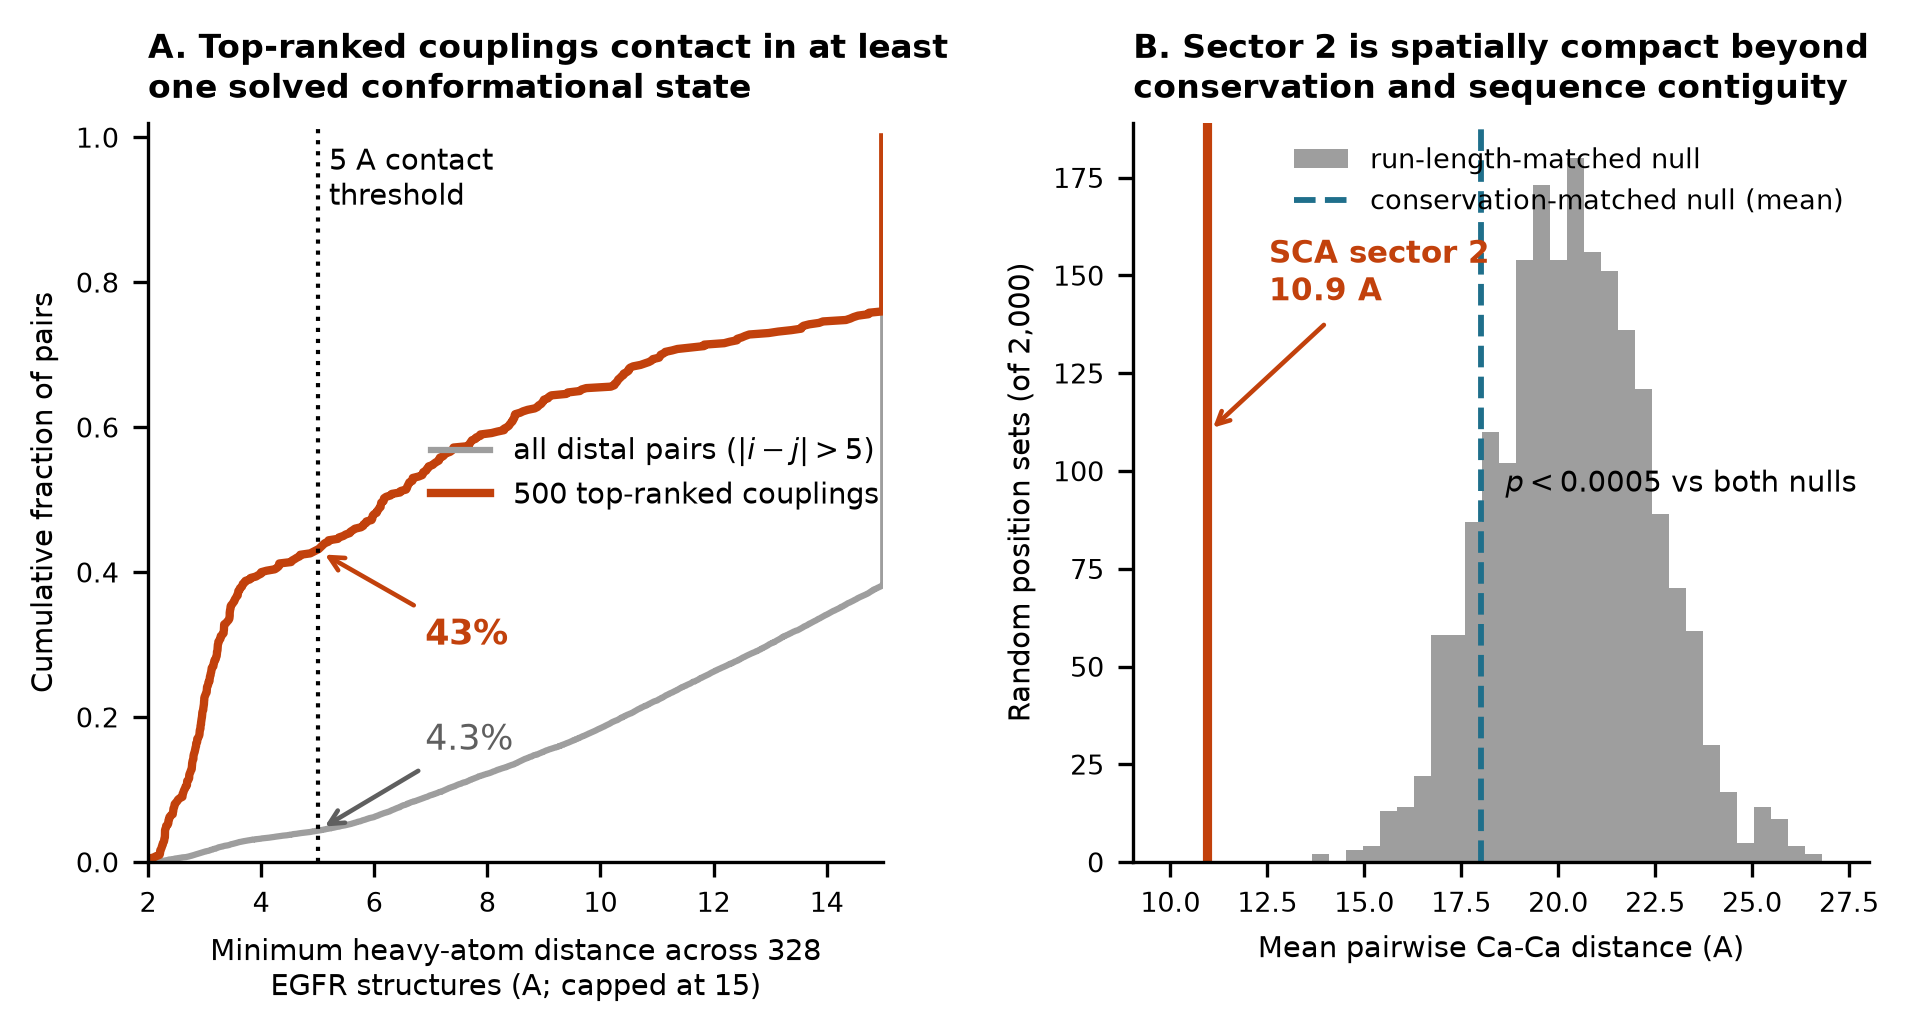 A. Top-ranked couplings contact in at least
one solved conformational state
1.0
0.8
0.6
0.4
0.2
0.0
Cumulative fraction of pairs
5 A contact
threshold
all distal pairs (|i − j| > 5)
500 top-ranked couplings
43%
4.3%
2 4 6 8 10 12 14
Minimum heavy-atom distance across 328
EGFR structures (A; capped at 15)
B. Sector 2 is spatially compact beyond
conservation and sequence contiguity
175
150
125
100
75
50
25
0
Random position sets (of 2,000)
run-length-matched null
conservation-matched null (mean)
SCA sector 2
10.9 A
p < 0.0005 vs both nulls
10.0 12.5 15.0 17.5 20.0 22.5 25.0 27.5
Mean pairwise Ca-Ca distance (A)